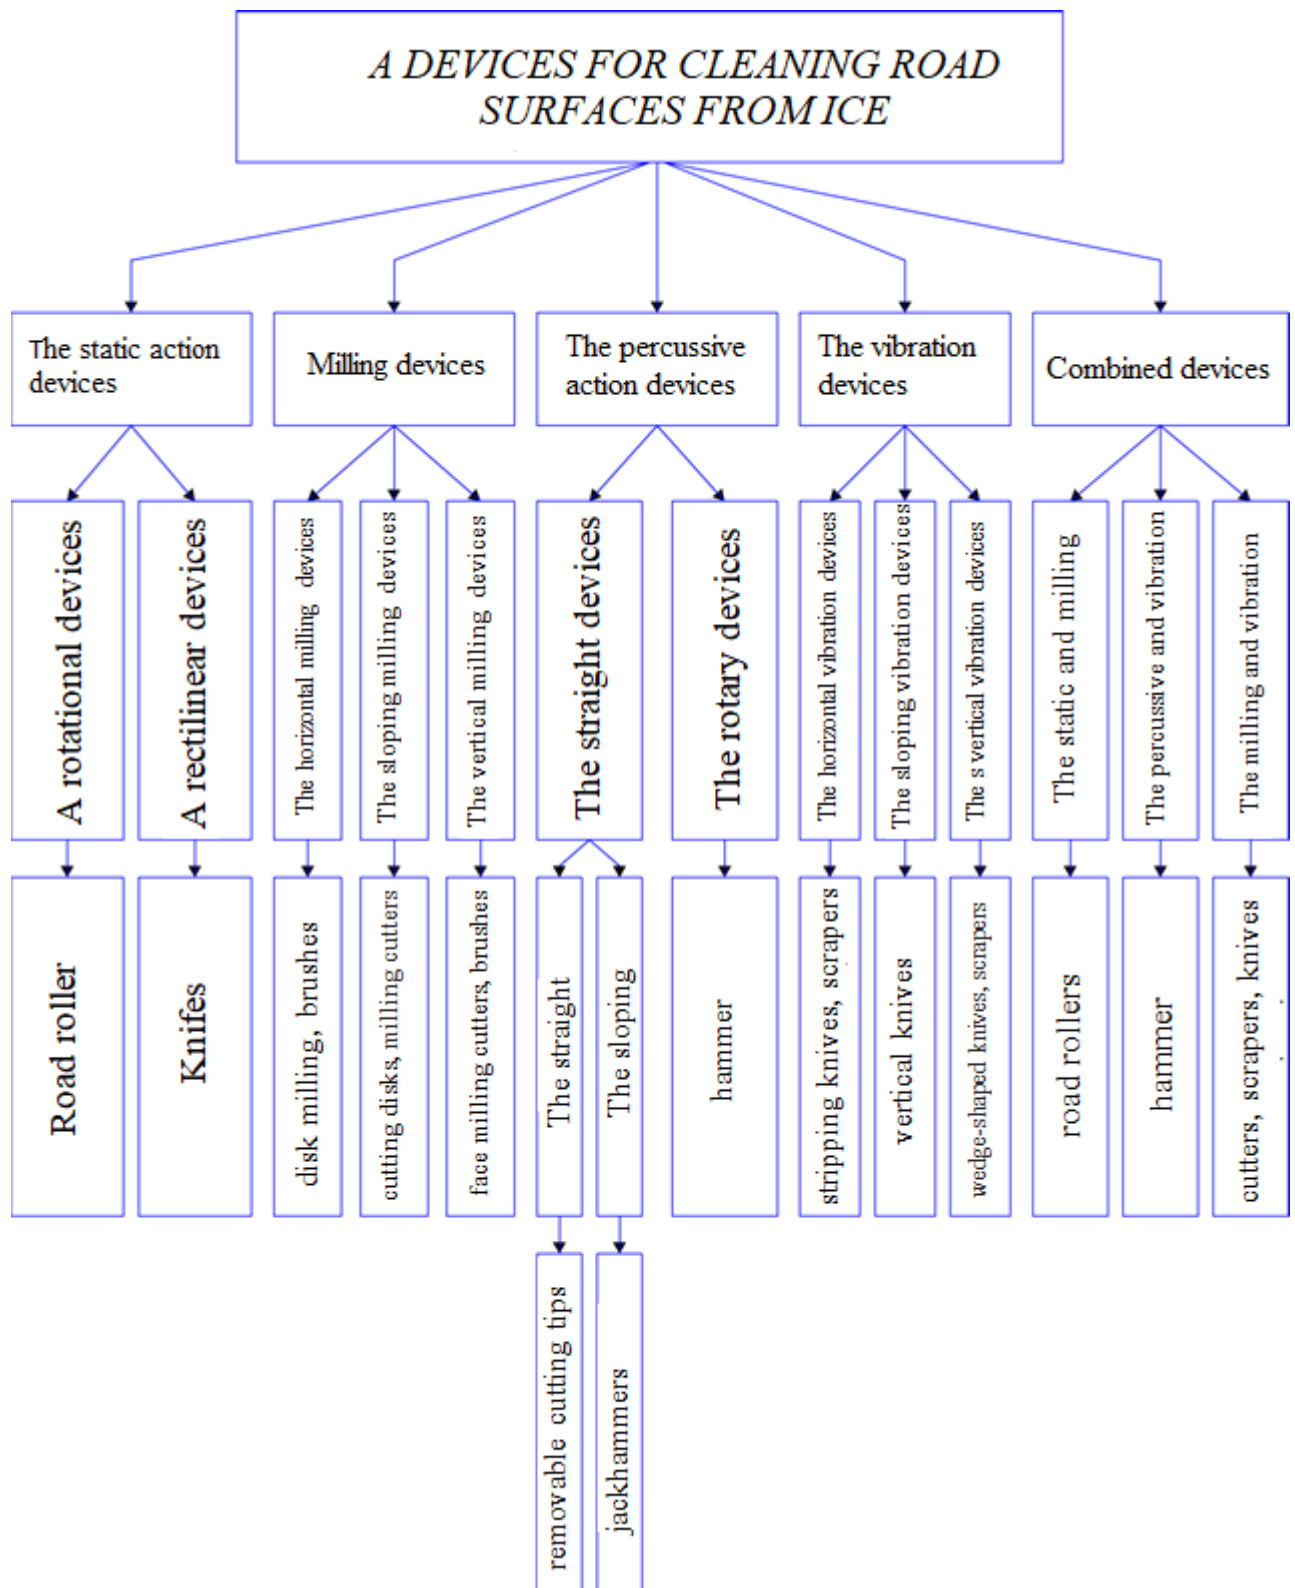 A DEVICES FOR CLEANING ROAD
SURFACES FROM ICE
The static action
devices
Milling devices
The percussive
action devices
The vibration
devices
Combined devices
A rotational devices
A rectilinear devices
The horizontal milling devices
The sloping milling devices
The vertical milling devices
The straight devices
The rotary devices
The horizontal vibration devices
The sloping vibration devices
The s vertical vibration devices
The static and milling
The percussive and vibration
The milling and vibration
Road roller
Knifes
disk milling, brushes
cutting disks, milling cutters
face milling cutters, brushes
The straight
The sloping
hammer
stripping knives, scrapers
vertical knives
wedge-shaped knives, scrapers
road rollers
hammer
cutters, scrapers, knives
removable cutting tips
jackhammers